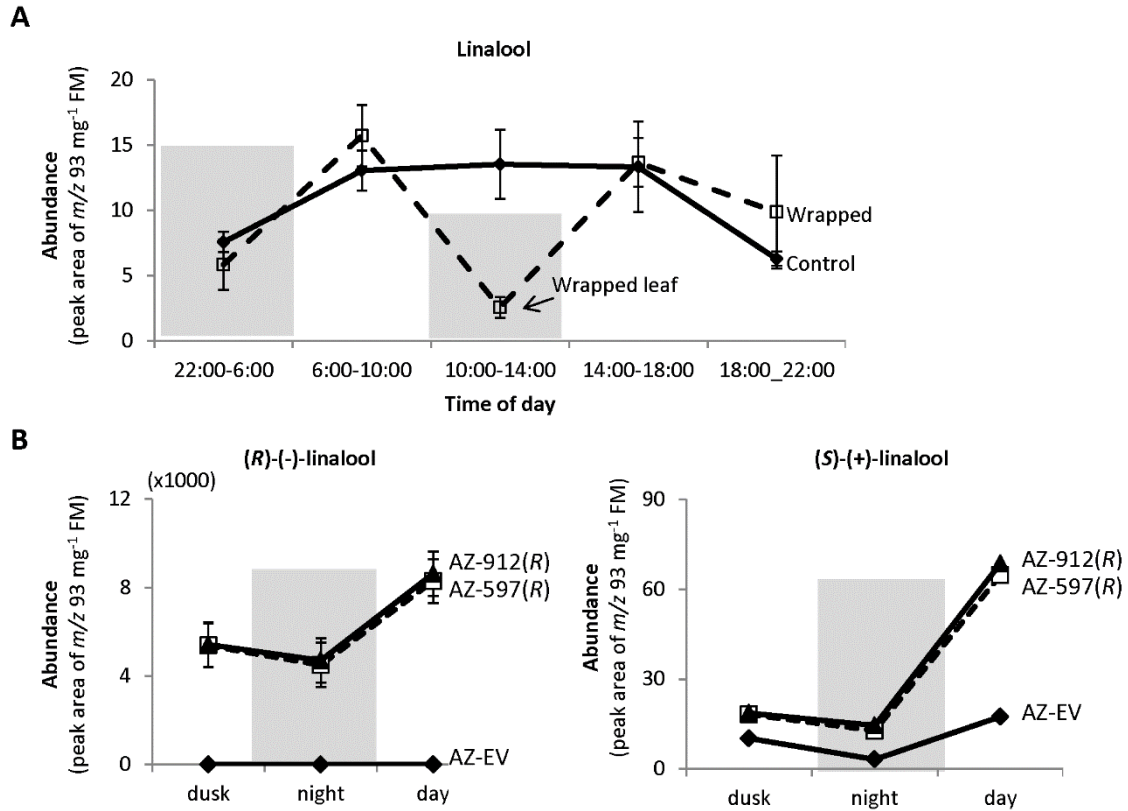 A
Linalool
Abundance
(peak area of m/z 93 mg⁻¹ FM)
20
15
10
5
0
Wrapped
Control
Wrapped leaf
22:00-6:00 6:00-10:00 10:00-14:00 14:00-18:00 18:00_22:00
Time of day
B
(R)-(-)-linalool
(x1000)
Abundance
(peak area of m/z 93 mg⁻¹ FM)
12
8
4
0
AZ-912(R)
AZ-597(R)
AZ-EV
dusk night day
(S)-(+)-linalool
Abundance
(peak area of m/z 93 mg⁻¹ FM)
90
60
30
0
AZ-912(R)
AZ-597(R)
AZ-EV
dusk night day